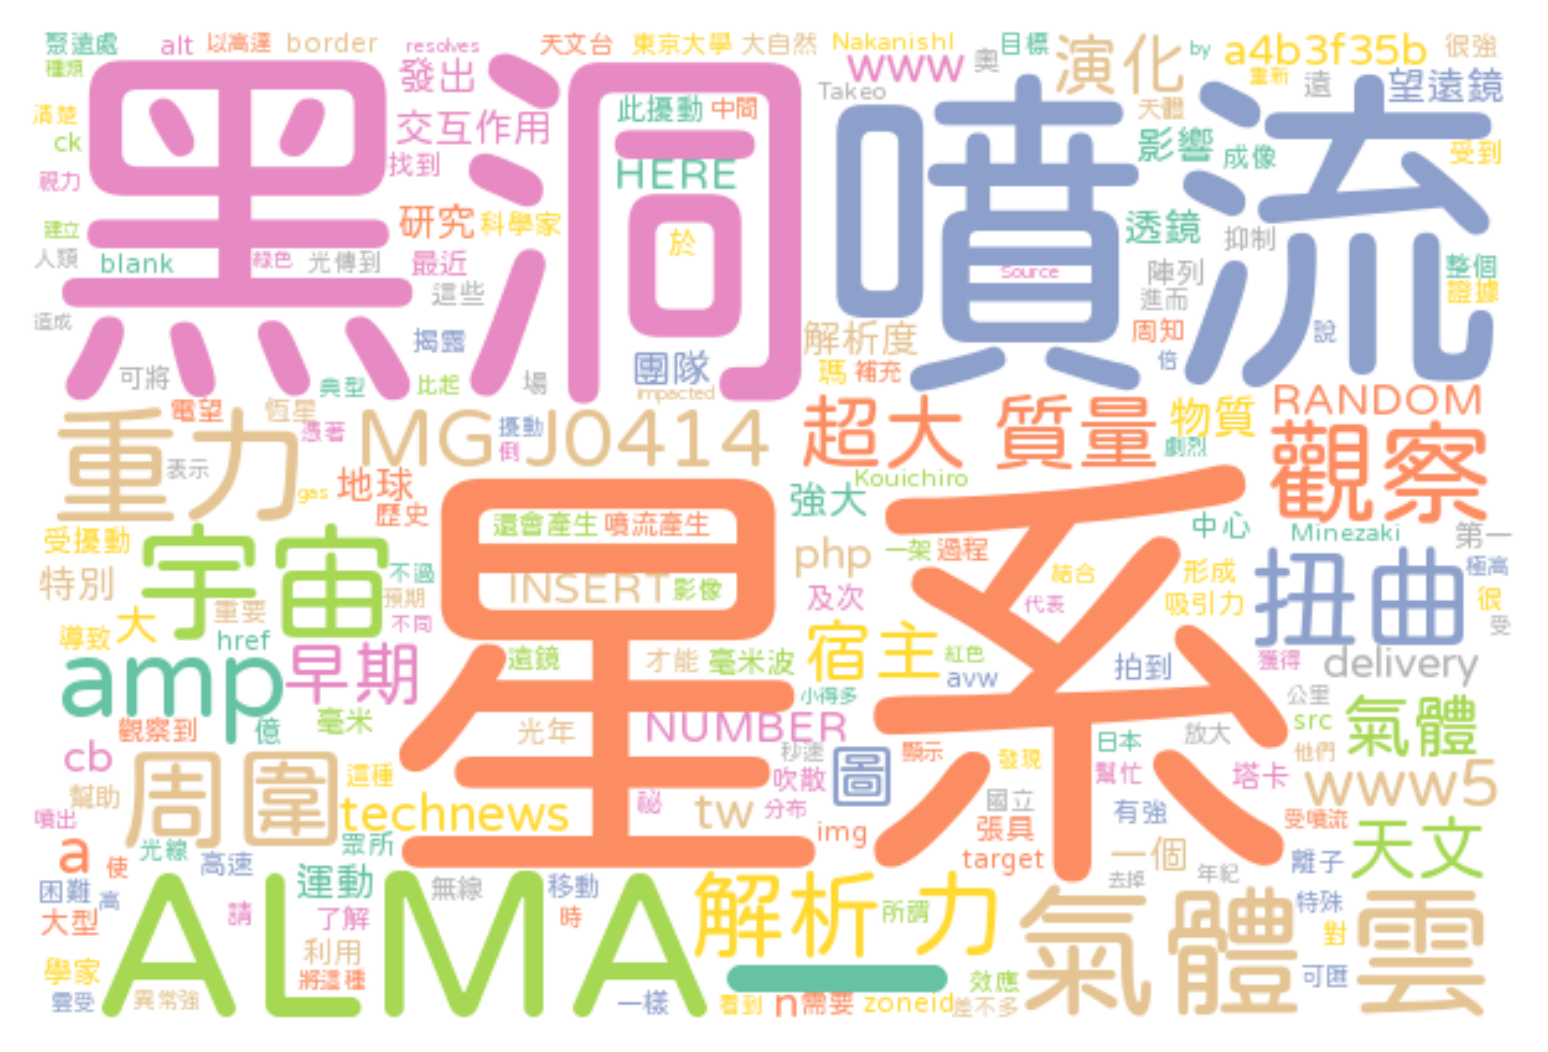 聚遠處 alt 以高達 border resolves 天文台 東京大學 大自然 Nakanishl 奧 目標 演化 by a4b3f35b 很強
種類 黑洞 發出 www Takeo 重新 遠 望遠鏡
清楚 交互作用 此擾動 中間 噴流 天體 影響 成像 受到
ck 找到 HERE
視力 研究 科學家 透鏡 抑制
建立 於
人類 blank 綠色 光傳到 最近 Source 陣列 整個
這些 進而 證據
造成 揭露 解析度 周知 說
可將 典型 比起 場 團隊 瑪 補充 倍
impacted
電望 恆星 MG J0414 擾動 超大 質量 物質 RANDOM
重力 憑著 倒 劇烈 觀察
表示 gas 地球 強大 Kouichiro
歷史 還會產生 噴流產生 中心 Minezaki 第一
受擾動 宇宙 星系 php 一架 過程 扭曲
特別 不過 INSERT 影像 結合 形成 極高
預期 及次 代表 吸引力 很
大 重要 不同 受
導致 href 宿主
amp 早期 遠鏡 才能 毫米波 紅色 拍到 獲得 delivery
avw
毫米 小得多 公里
觀察到 億 光年 NUMBER 日本 放大 src 氣體
cb 秒速 圖 顯示 發現 他們
周圍 這種 吹散 幫忙 塔卡 www5
幫助 technews 祕 tw 分布 國立 有強
噴出 img 張具 受噴流
a 使 光線 眾所 target 一個 離子 天文
困難 高 高速 運動 無線 移動 解析力 去掉 年紀
大型 ALMA 請 了解 時 所謂 氣體雲 特殊
利用 一 對
學家 將這種 效應 可匯
雲受 異常強 一樣 看到 n 需要 zoneid 差不多